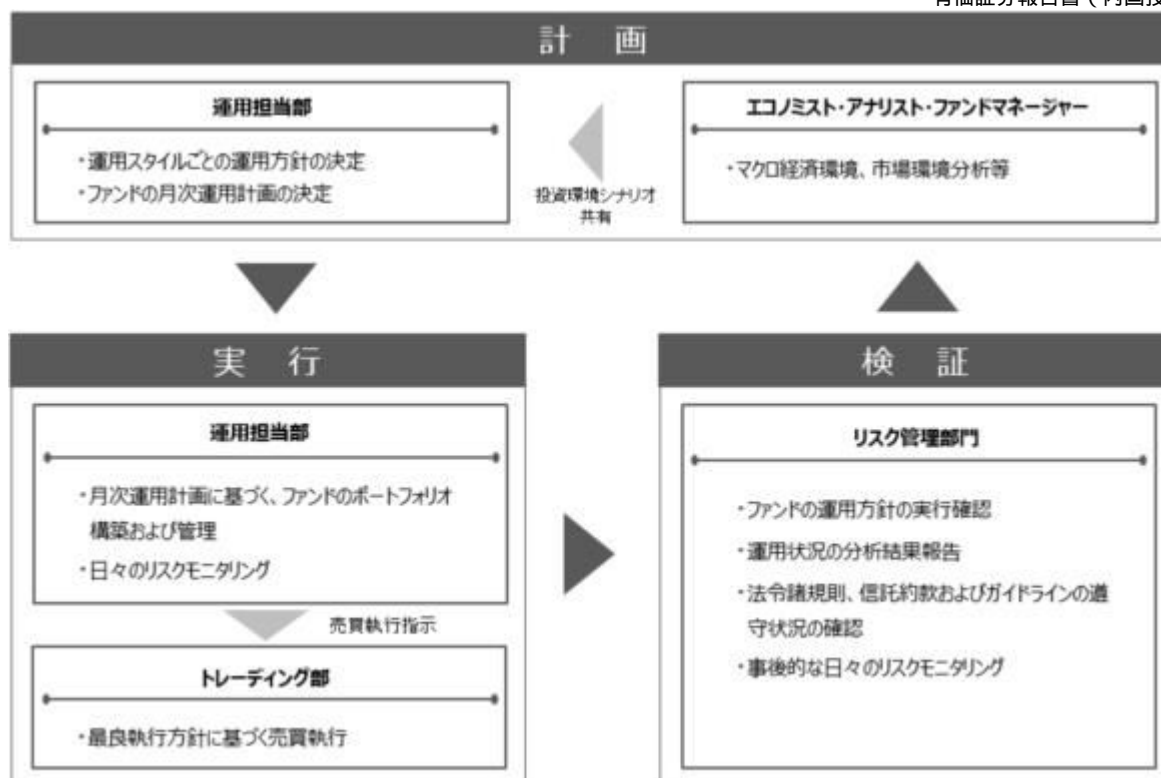 計 画
運用担当部
・運用スタイルごとの運用方針の決定
・ファンドの月次運用計画の決定
投資環境シナリオ
共有
エコノミスト・アナリスト・ファンドマネージャー
・マクロ経済環境、市場環境分析等
実 行
運用担当部
・月次運用計画に基づく、ファンドのポートフォリオ
構築および管理
・日々のリスクモニタリング
売買執行指示
トレーディング部
・最良執行方針に基づく売買執行
検 証
リスク管理部門
・ファンドの運用方針の実行確認
・運用状況の分析結果報告
・法令諸規則、信託約款およびガイドラインの遵
守状況の確認
・事後的な日々のリスクモニタリング